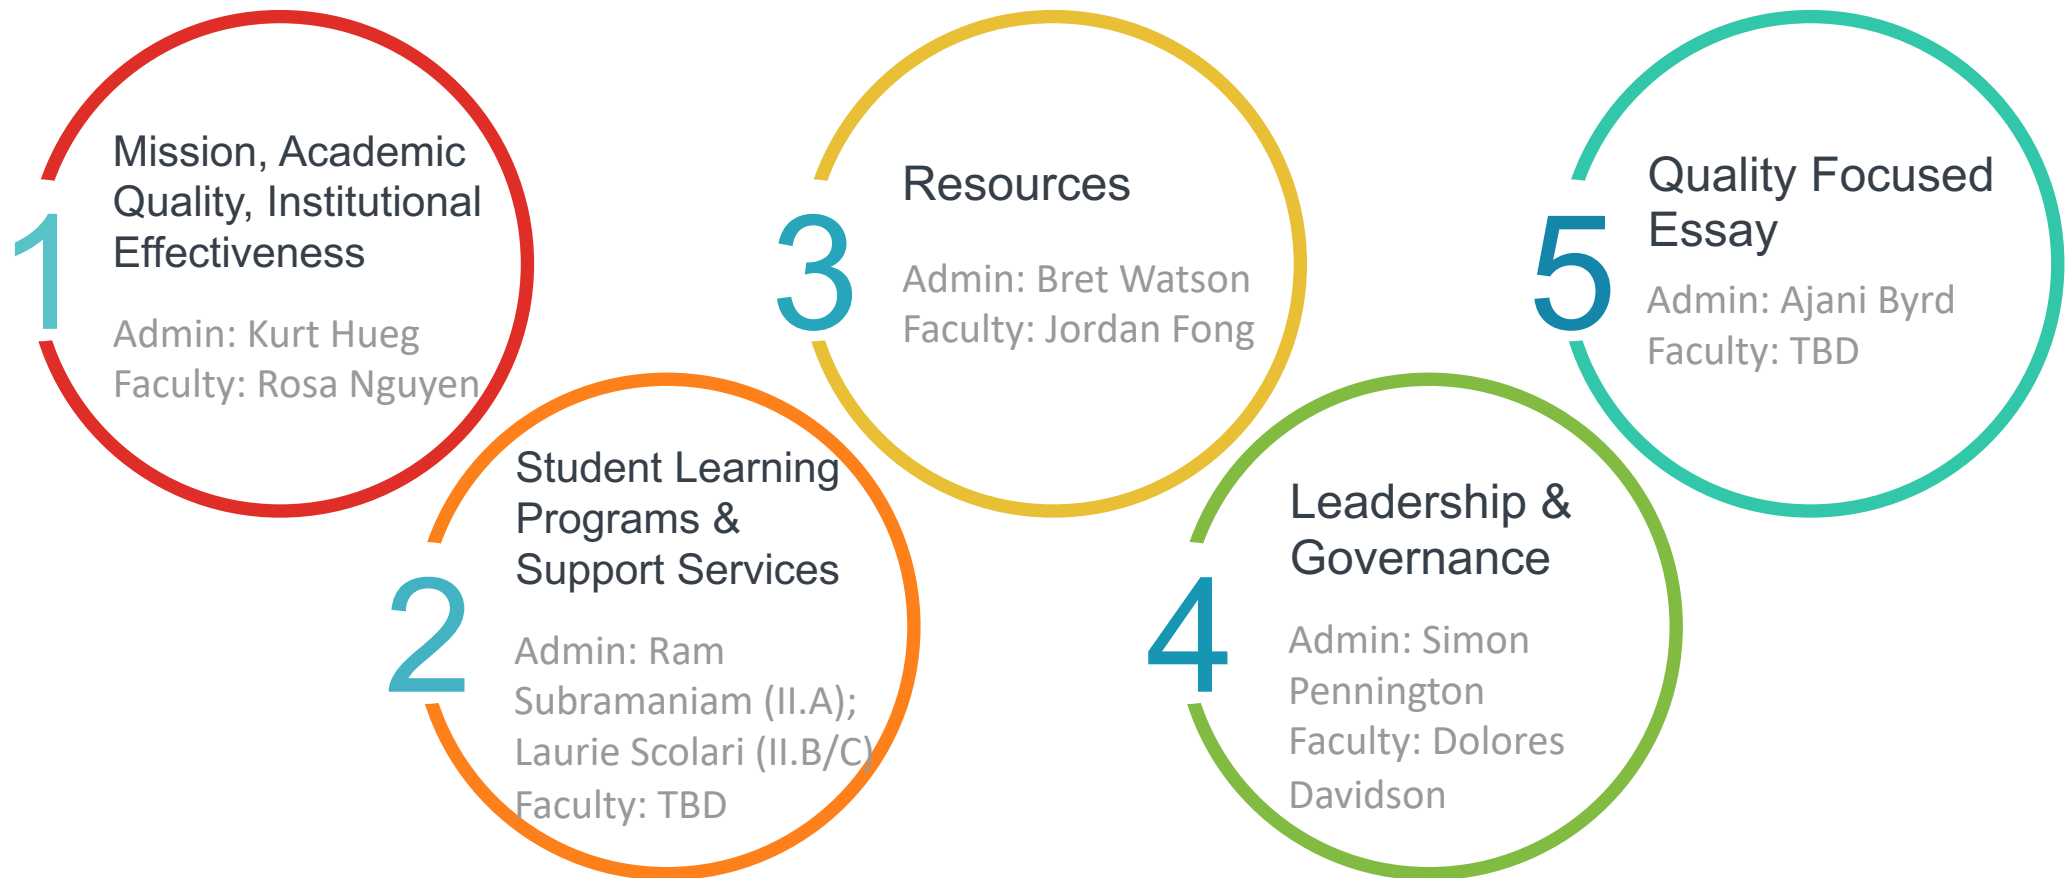 1
Mission, Academic
Quality, Institutional
Effectiveness
Admin: Kurt Hueg
Faculty: Rosa Nguyen
2
Student Learning
Programs &
Support Services
Admin: Ram
Subramaniam (II.A);
Laurie Scolari (II.B/C)
Faculty: TBD
3
Resources
Admin: Bret Watson
Faculty: Jordan Fong
4
Leadership &
Governance
Admin: Simon
Pennington
Faculty: Dolores
Davidson
5
Quality Focused
Essay
Admin: Ajani Byrd
Faculty: TBD